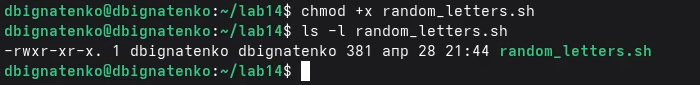 dbignatenko@dbignatenko:~/lab14$ chmod +x random_letters.sh
dbignatenko@dbignatenko:~/lab14$ ls -l random_letters.sh
-rwxr-xr-x. 1 dbignatenko dbignatenko 381 апр 28 21:44 random_letters.sh
dbignatenko@dbignatenko:~/lab14$